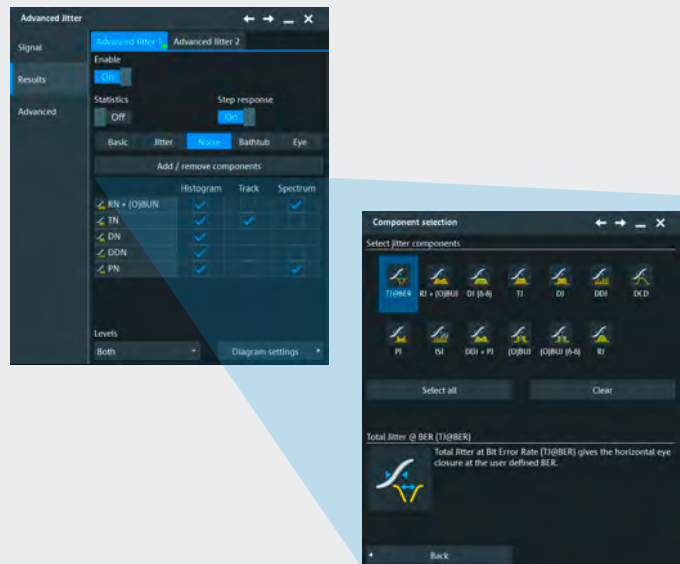 Advanced Jitter
Signal
Results
Advanced
Advanced Jitter 1 Advanced Jitter 2
Enable
On
Statistics Step response
Off On
Basic Jitter Noise Bathtub Eye
Add / remove components
Histogram Track Spectrum
RN + (O)BUN
TN
DN
DDN
PN
Levels
Both Diagram settings
Component selection
Select jitter components
TJ@BER RJ + (O)BUJ DJ (δ-δ) TJ DJ DDJ DCD
PJ ISI DDJ + PJ (O)BUJ (O)BUJ (δ-δ) RJ
Select all Clear
Total Jitter @ BER (TJ@BER)
Total Jitter at Bit Error Rate (TJ@BER) gives the horizontal eye
closure at the user defined BER.
Back